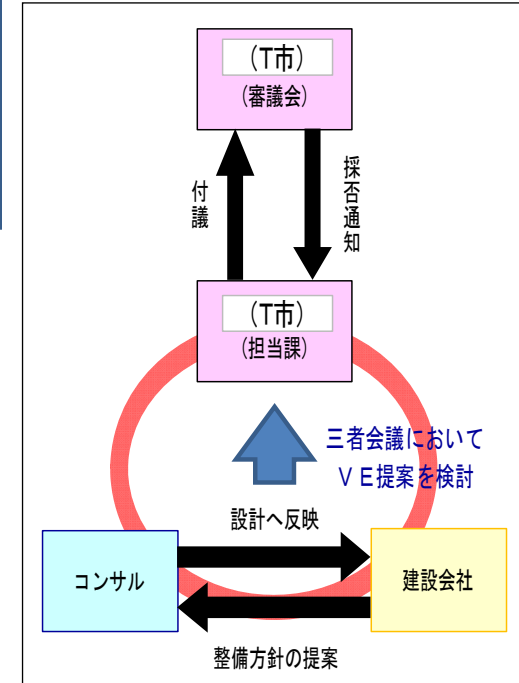 （T市）
（審議会）
付議
採否通知
（T市）
（担当課）
三者会議において
ＶＥ提案を検討
設計へ反映
コンサル
建設会社
整備方針の提案